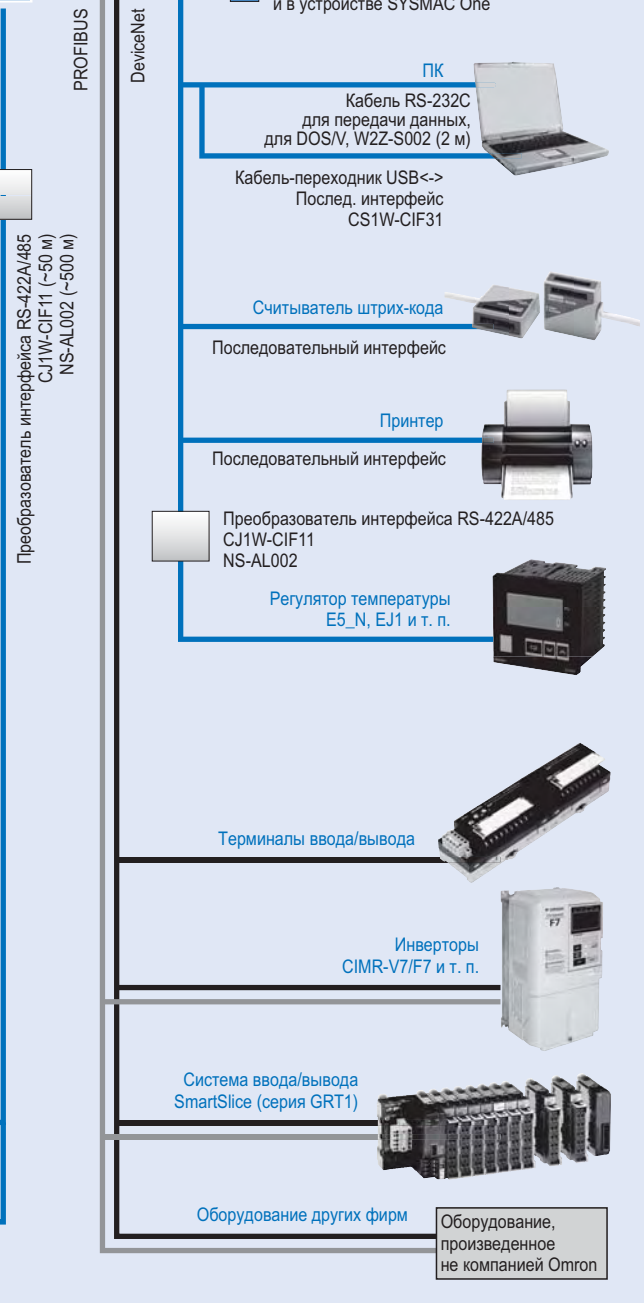 и в устройстве SYSMAC One
PROFIBUS
DeviceNet
ПК
Кабель RS-232C
для передачи данных,
для DOS/V, W2Z-S002 (2 м)
Кабель-переходник USB<->
Послед. интерфейс
CS1W-CIF31
Преобразователь интерфейса RS-422A/485
CJ1W-CIF11 (~50 м)
NS-AL002 (~500 м)
Считыватель штрих-кода
Последовательный интерфейс
Принтер
Последовательный интерфейс
Преобразователь интерфейса RS-422A/485
CJ1W-CIF11
NS-AL002
Регулятор температуры
E5_N, EJ1 и т. п.
Терминалы ввода/вывода
Инверторы
CIMR-V7/F7 и т. п.
F7
Система ввода/вывода
SmartSlice (серия GRT1)
Оборудование других фирм
Оборудование,
произведенное
не компанией Omron